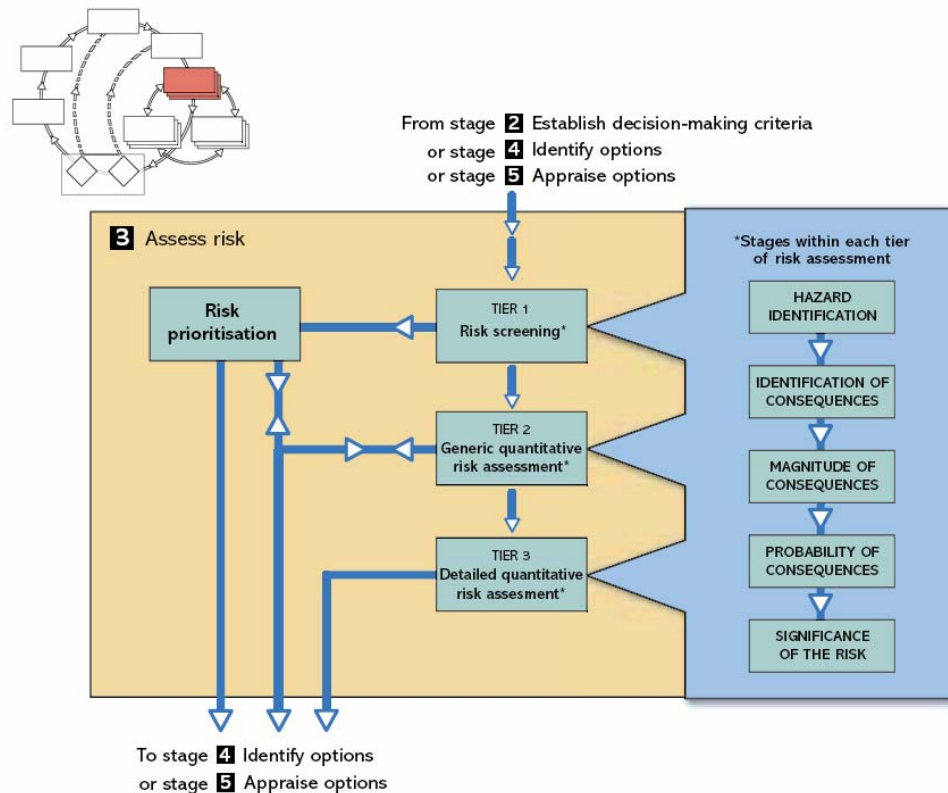 From stage 2 Establish decision-making criteria
or stage 4 Identify options
or stage 5 Appraise options
3 Assess risk
Risk
prioritisation
TIER 1
Risk screening*
TIER 2
Generic quantitative
risk assessment*
TIER 3
Detailed quantitative
risk assesment*
*Stages within each tier
of risk assessment
HAZARD
IDENTIFICATION
IDENTIFICATION OF
CONSEQUENCES
MAGNITUDE OF
CONSEQUENCES
PROBABILITY OF
CONSEQUENCES
SIGNIFICANCE
OF THE RISK
To stage 4 Identify options
or stage 5 Appraise options